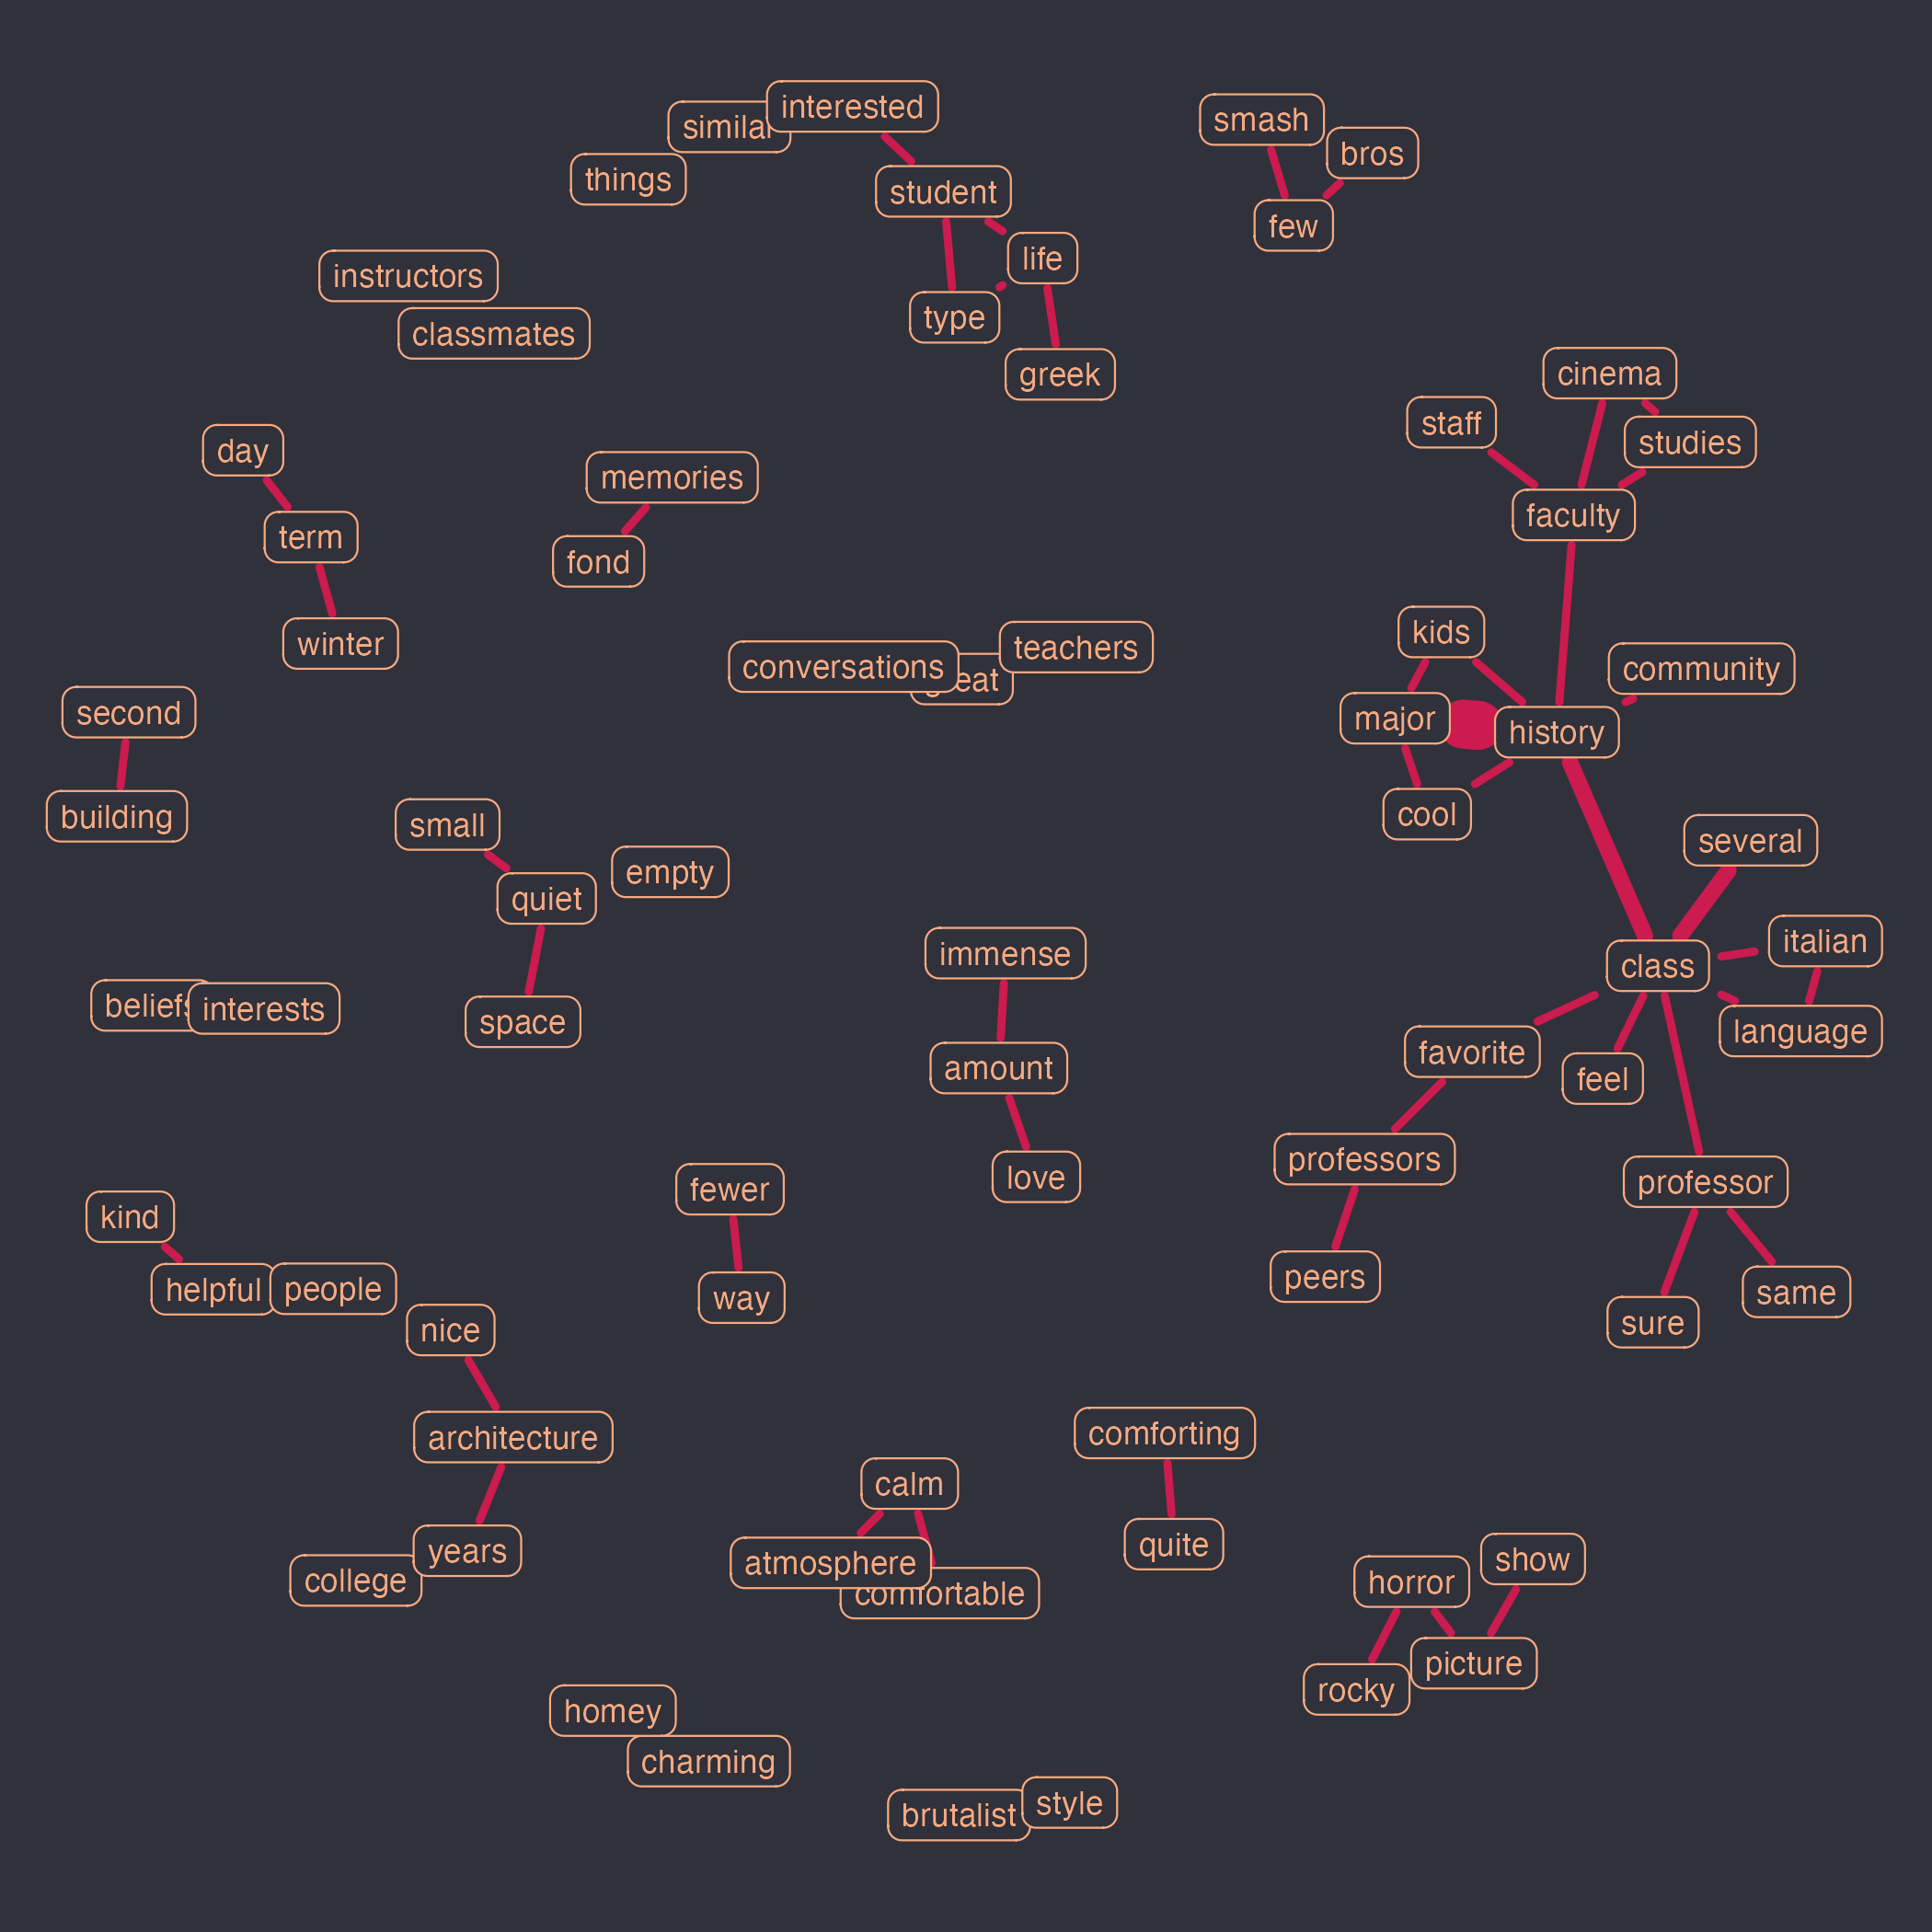 interested
similar
things
student
life
type
greek
smash
bros
few
instructors
classmates
cinema
staff
studies
faculty
day
term
winter
memories
fond
conversations
great
teachers
kids
community
major
history
cool
second
building
small
quiet
empty
space
several
italian
class
language
favorite
feel
professors
professor
peers
same
sure
immense
amount
love
beliefs
interests
kind
helpful
people
fewer
way
nice
architecture
years
college
calm
atmosphere
comfortable
comforting
quite
horror
show
picture
rocky
homey
charming
brutalist
style